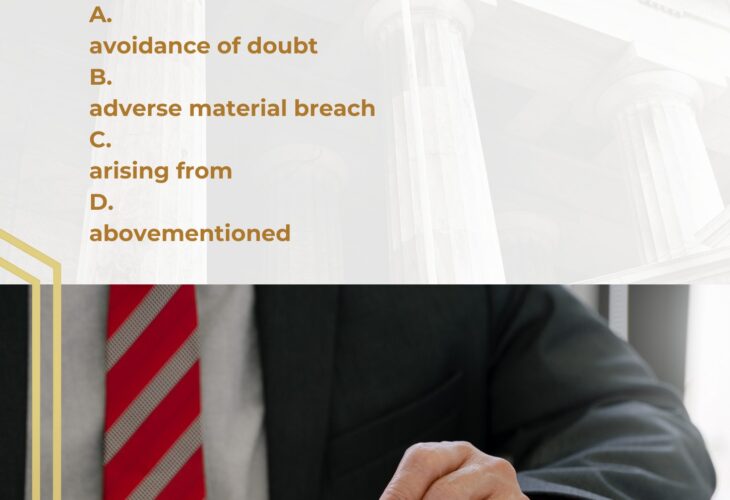 A.
avoidance of doubt
B.
adverse material breach
C.
arising from
D.
abovementioned